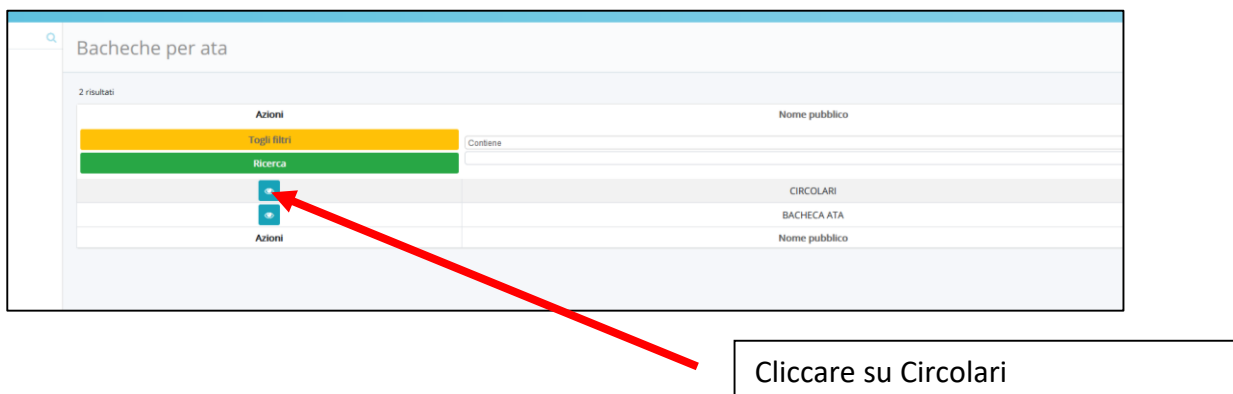 Bacheche per ata
2 risultati
Azioni Nome pubblico
Togli filtri Contiene
Ricerca
CIRCOLARI
BACHECA ATA
Azioni Nome pubblico
Cliccare su Circolari